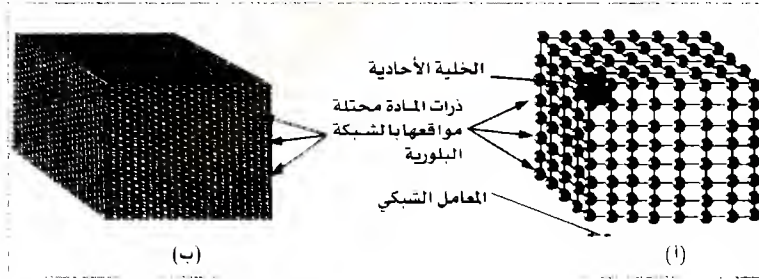 الخلية الأحادية
ذرات المادة محتلة
مواقعها بالشبكة
البلورية
المعامل الشبكي
(أ)
(ب)